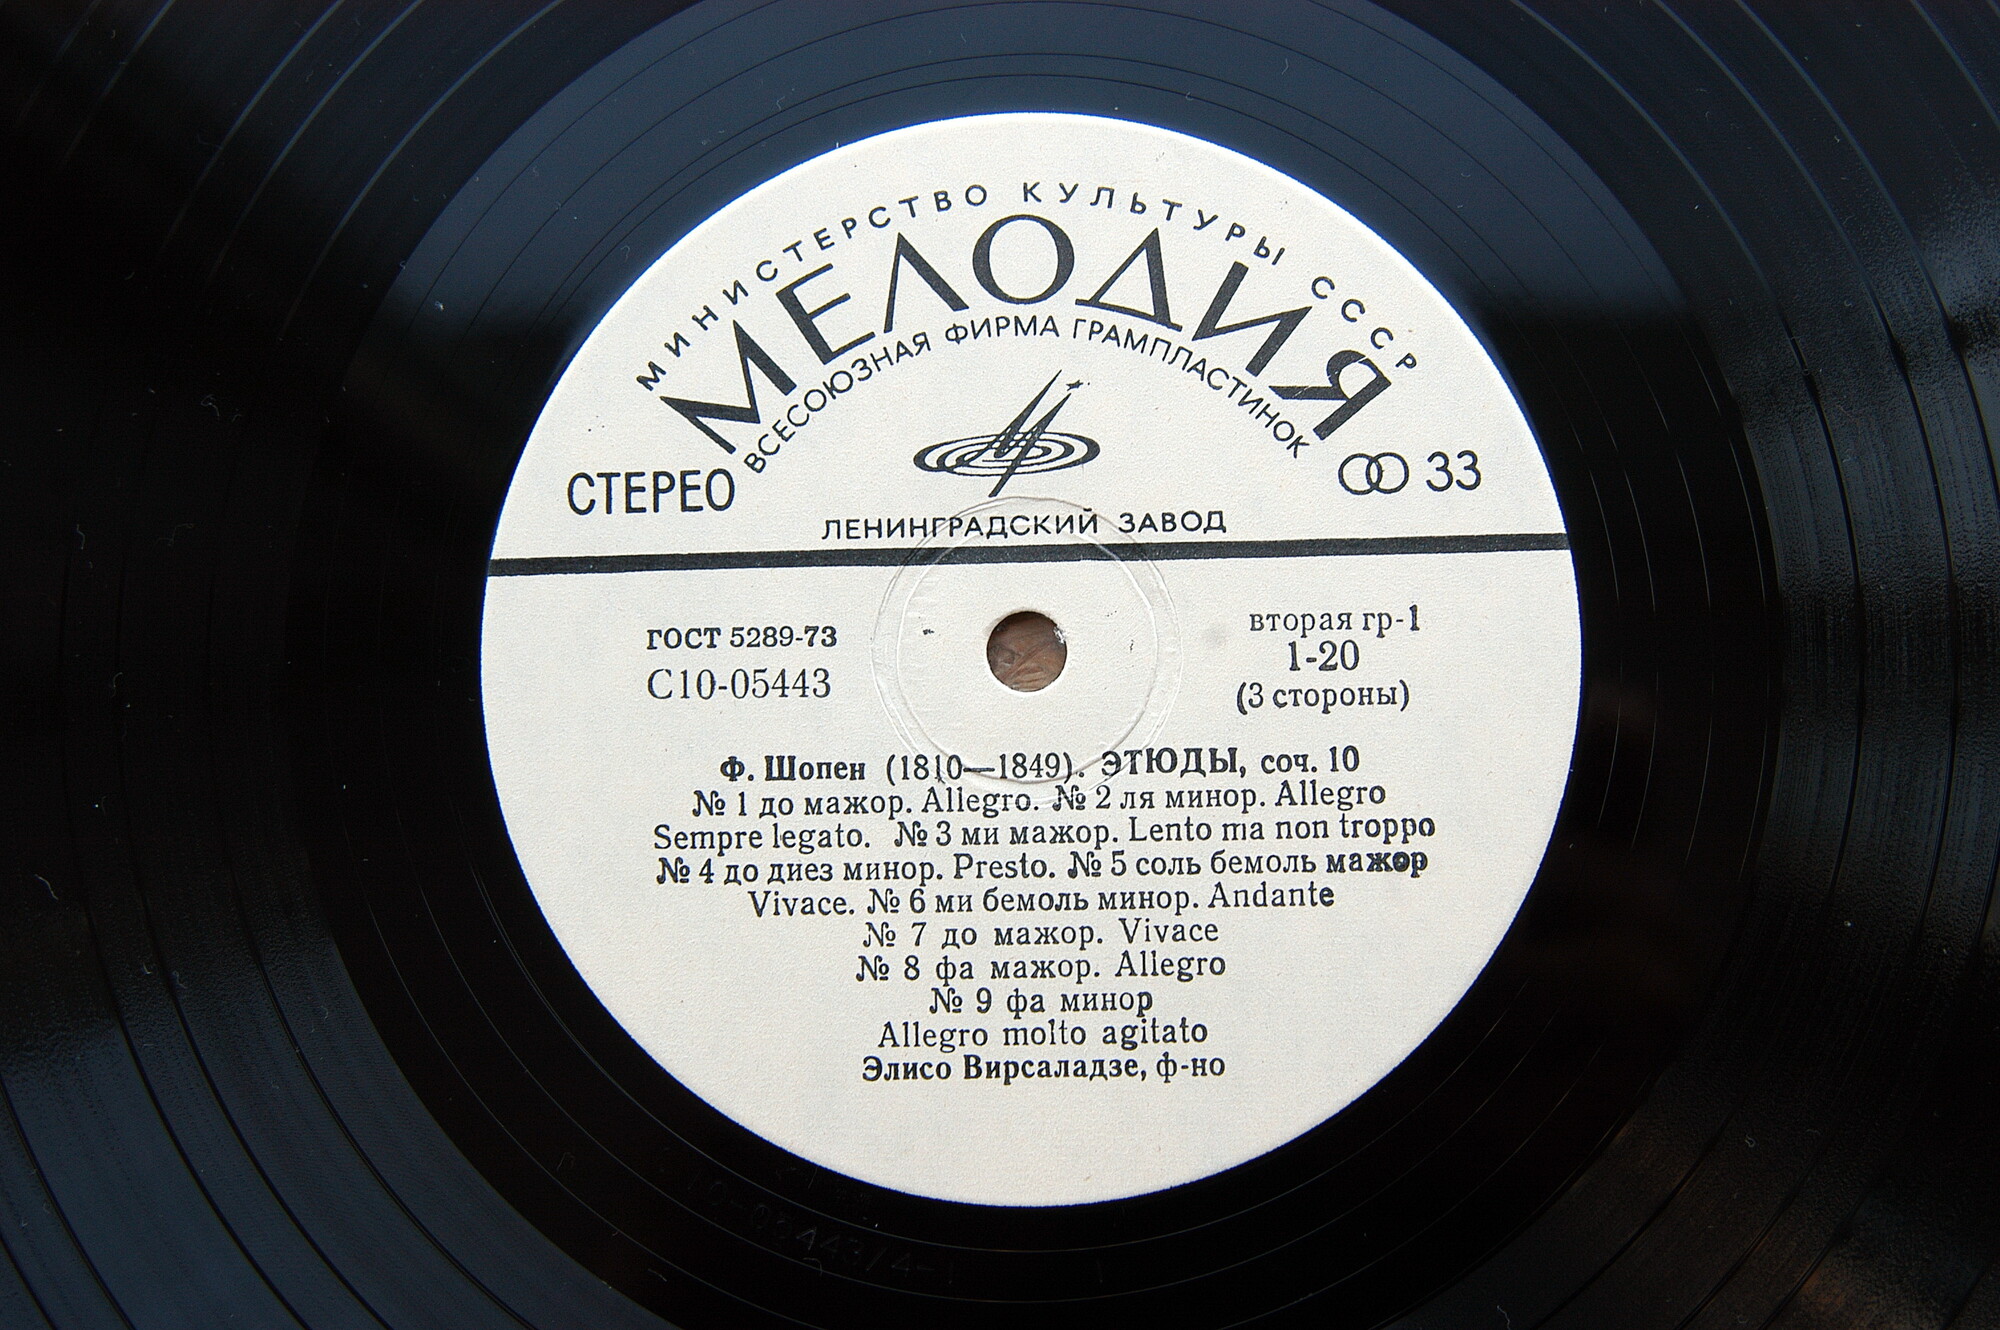 МИНИСТЕРСТВО КУЛЬТУРЫ СССР
МЕЛОДИЯ
ВСЕСОЮЗНАЯ ФИРМА ГРАМПЛАСТИНОК
СТЕРЕО
33
ЛЕНИНГРАДСКИЙ ЗАВОД
ГОСТ 5289-73
С10-05443
вторая гр-1
1-20
(3 стороны)
Ф. Шопен (1810—1849). ЭТЮДЫ, соч. 10
№ 1 до мажор. Allegro. № 2 ля минор. Allegro
Sempre legato. № 3 ми мажор. Lento ma non troppo
№ 4 до диез минор. Presto. № 5 соль бемоль мажор
Vivace. № 6 ми бемоль минор. Andante
№ 7 до мажор. Vivace
№ 8 фа мажор. Allegro
№ 9 фа минор
Allegro molto agitato
Элисо Вирсаладзе, ф-но